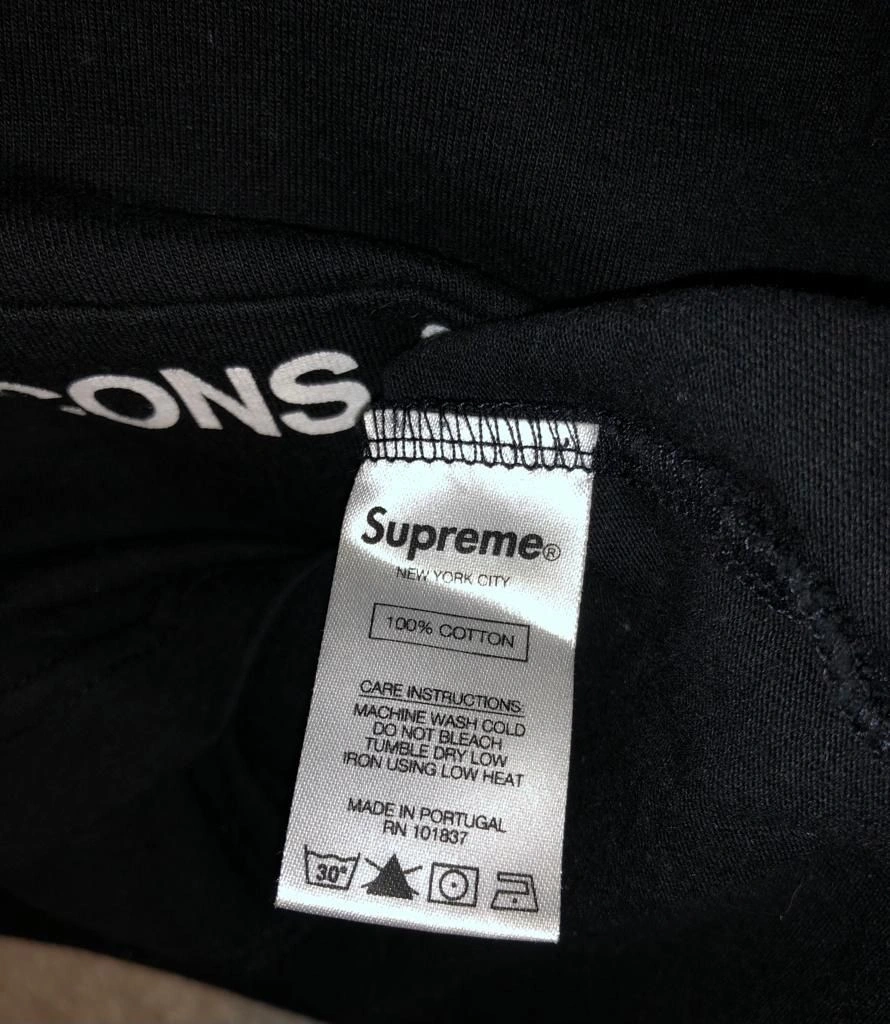 CONS
Supreme®
NEW YORK CITY
100% COTTON
CARE INSTRUCTIONS:
MACHINE WASH COLD
DO NOT BLEACH
TUMBLE DRY LOW
IRON USING LOW HEAT
MADE IN PORTUGAL
RN 101837
30°